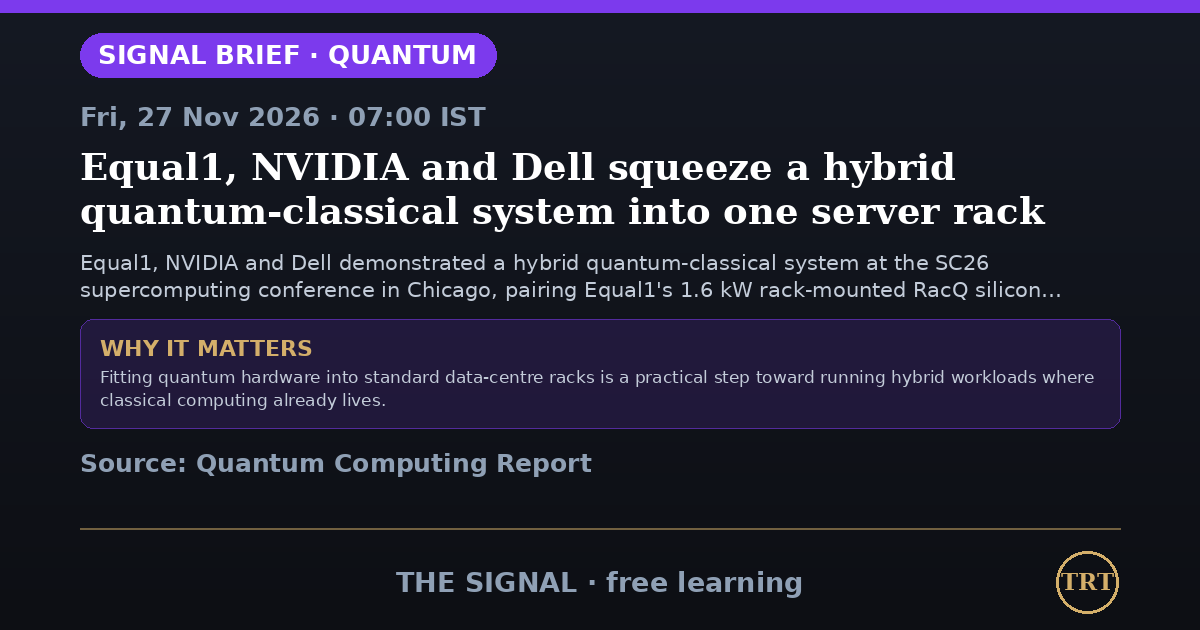 SIGNAL BRIEF · QUANTUM
Fri, 27 Nov 2026 · 07:00 IST
Equal1, NVIDIA and Dell squeeze a hybrid
quantum-classical system into one server rack
Equal1, NVIDIA and Dell demonstrated a hybrid quantum-classical system at the SC26
supercomputing conference in Chicago, pairing Equal1's 1.6 kW rack-mounted RacQ silicon…
WHY IT MATTERS
Fitting quantum hardware into standard data-centre racks is a practical step toward running hybrid workloads where
classical computing already lives.
Source: Quantum Computing Report
THE SIGNAL · free learning
TRT